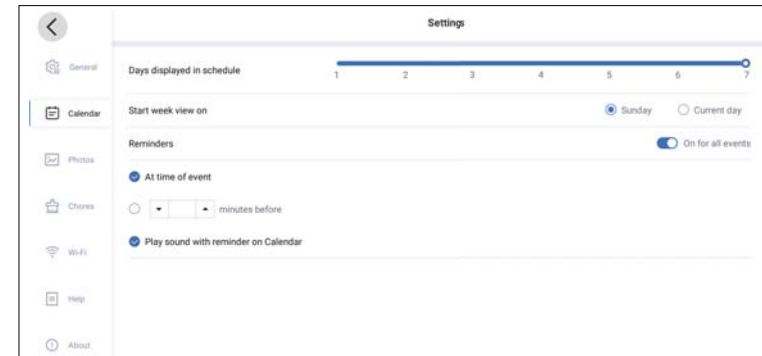 Settings
General
Calendar
Photos
Chores
Wi-Fi
Help
About
Days displayed in schedule
1 2 3 4 5 6 7
Start week view on Sunday Current day
Reminders On for all events
At time of event
minutes before
Play sound with reminder on Calendar